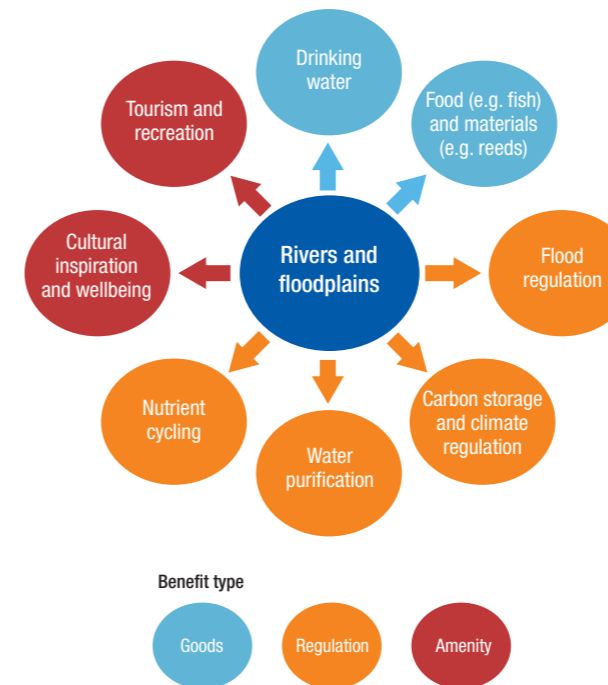 Drinking
water
Tourism and
recreation
Food (e.g. fish)
and materials
(e.g. reeds)
Cultural
inspiration
and wellbeing
Rivers and
floodplains
Flood
regulation
Nutrient
cycling
Water
purification
Carbon storage
and climate
regulation
Benefit type
Goods
Regulation
Amenity